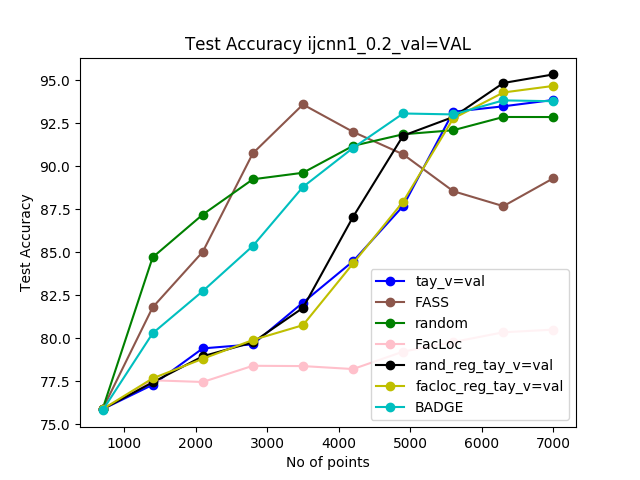 Test Accuracy ijcnn1_0.2_val=VAL
95.0
92.5
90.0
87.5
85.0
82.5
80.0
77.5
75.0
Test Accuracy
tay_v=val
FASS
random
FacLoc
rand_reg_tay_v=val
facloc_reg_tay_v=val
BADGE
1000 2000 3000 4000 5000 6000 7000
No of points